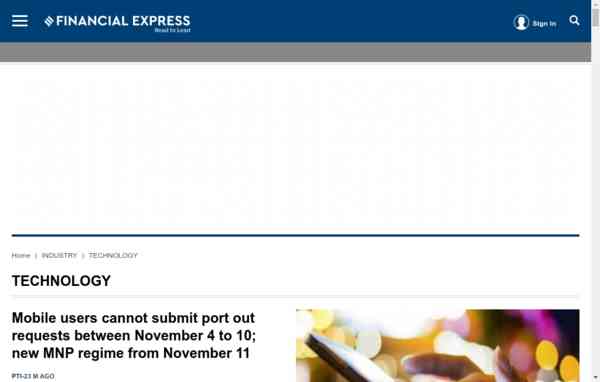 FINANCIAL EXPRESS
Read to Lead
Sign In
Home | INDUSTRY | TECHNOLOGY
TECHNOLOGY
Mobile users cannot submit port out
requests between November 4 to 10;
new MNP regime from November 11
PTI-23 M AGO